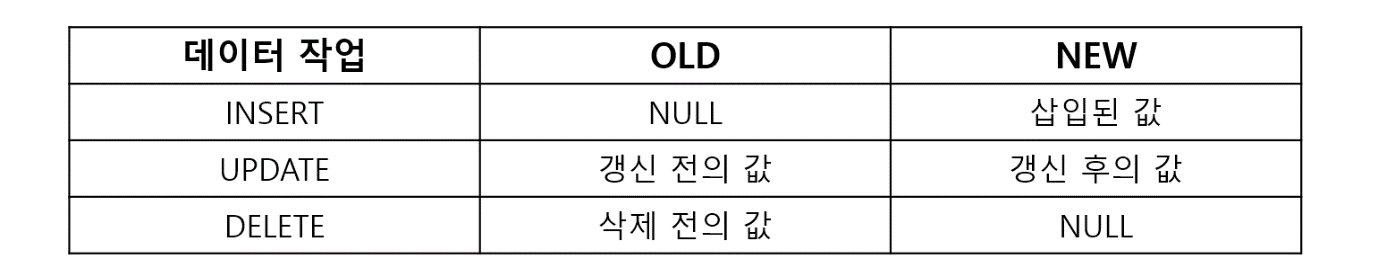 데이터 작업 OLD NEW
INSERT NULL 삽입된 값
UPDATE 갱신 전의 값 갱신 후의 값
DELETE 삭제 전의 값 NULL